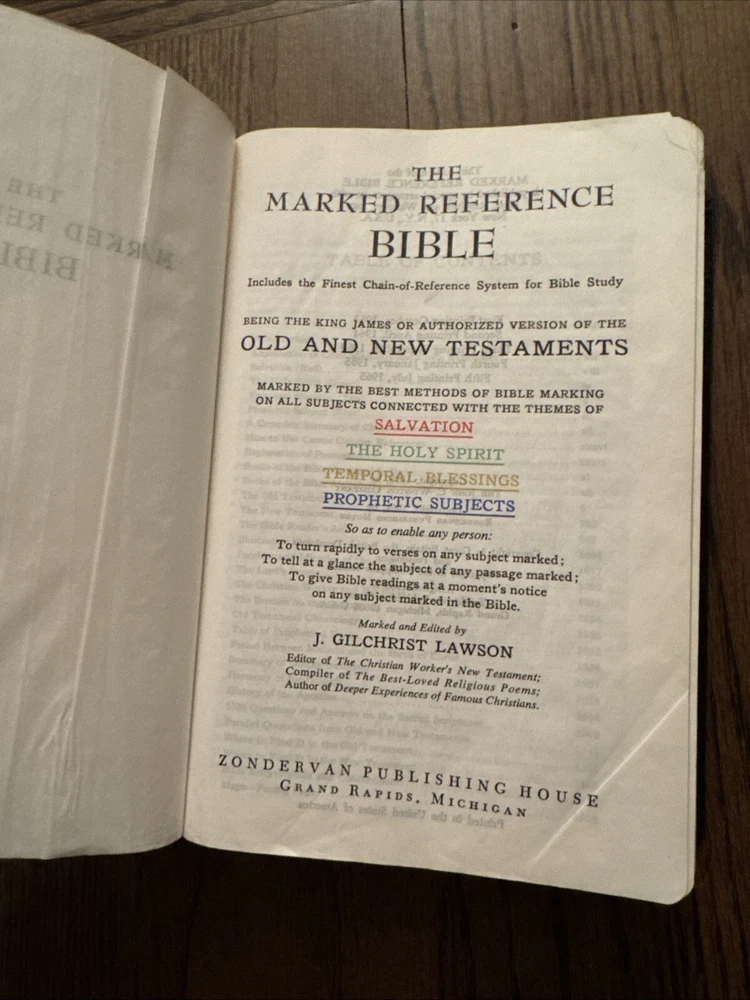 THE
MARKED REFERENCE
BIBLE
Includes the Finest Chain-of-Reference System for Bible Study
BEING THE KING JAMES OR AUTHORIZED VERSION OF THE
OLD AND NEW TESTAMENTS
MARKED BY THE BEST METHODS OF BIBLE MARKING
ON ALL SUBJECTS CONNECTED WITH THE THEMES OF
SALVATION
THE HOLY SPIRIT
TEMPORAL BLESSINGS
PROPHETIC SUBJECTS
So as to enable any person:
To turn rapidly to verses on any subject marked;
To tell at a glance the subject of any passage marked;
To give Bible readings at a moment's notice
on any subject marked in the Bible.
Marked and Edited by
J. GILCHRIST LAWSON
Editor of The Christian Worker's New Testament;
Compiler of The Best-Loved Religious Poems;
Author of Deeper Experiences of Famous Christians.
ZONDERVAN PUBLISHING HOUSE
GRAND RAPIDS, MICHIGAN